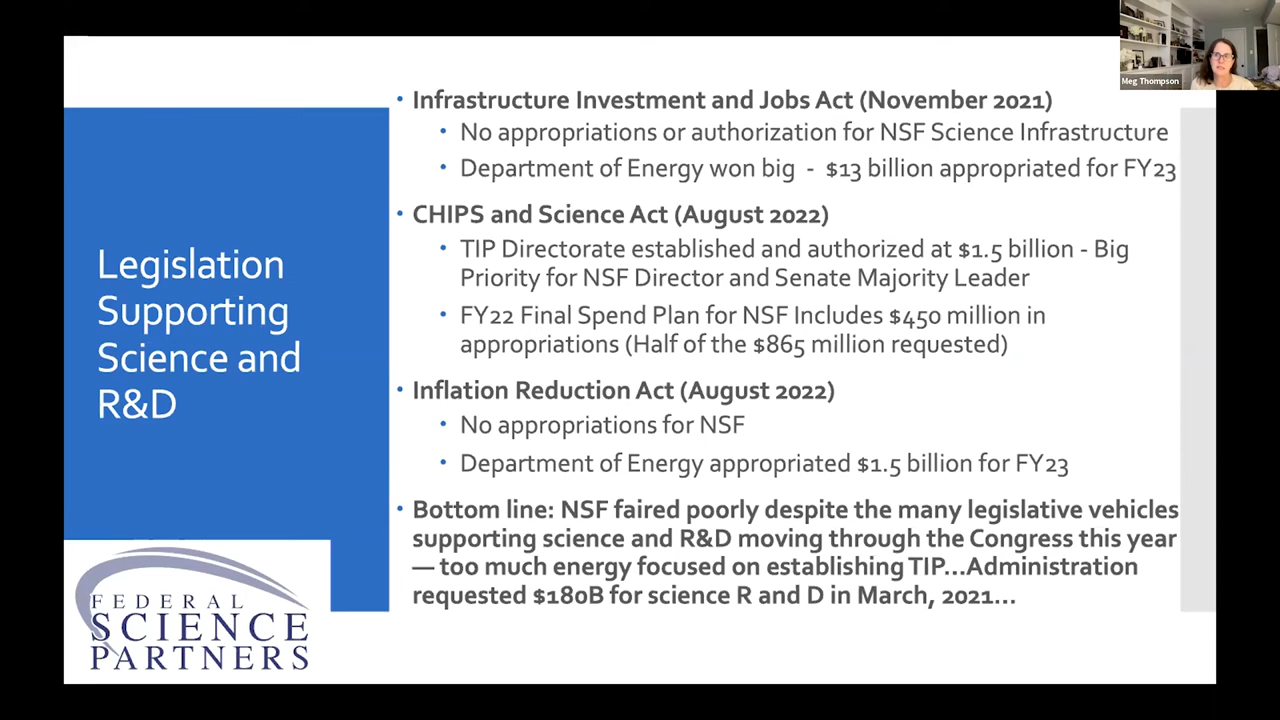 Meg Thompson
Legislation
Supporting
Science and
R&D
• Infrastructure Investment and Jobs Act (November 2021)
• No appropriations or authorization for NSF Science Infrastructure
• Department of Energy won big - $13 billion appropriated for FY23
• CHIPS and Science Act (August 2022)
• TIP Directorate established and authorized at $1.5 billion - Big
Priority for NSF Director and Senate Majority Leader
• FY22 Final Spend Plan for NSF Includes $450 million in
appropriations (Half of the $865 million requested)
• Inflation Reduction Act (August 2022)
• No appropriations for NSF
• Department of Energy appropriated $1.5 billion for FY23
• Bottom line: NSF faired poorly despite the many legislative vehicles
supporting science and R&D moving through the Congress this year
— too much energy focused on establishing TIP...Administration
requested $180B for science R and D in March, 2021...
FEDERAL
SCIENCE
PARTNERS